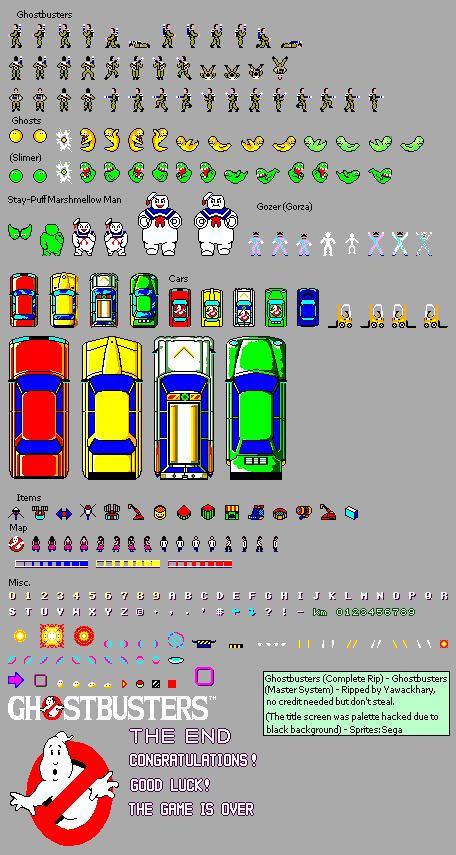 Ghostbusters
Ghosts
(Slimer)
Stay-Puff Marshmellow Man
Gozer (Gorza)
Cars
Items
Map
Misc.
0 1 2 3 4 5 6 7 8 9 A B C D E F G H I J K L M N O P Q R
S T U V W X Y Z © · , . ' # ? ! - km 0123456789
Ghostbusters (Complete Rip) - Ghostbusters
(Master System) - Ripped by Yawackhary,
no credit needed but don't steal.
(The title screen was palette hacked due to
black background) - Sprites: Sega
GHOSTBUSTERS™
THE END
CONGRATULATIONS!
GOOD LUCK!
THE GAME IS OVER